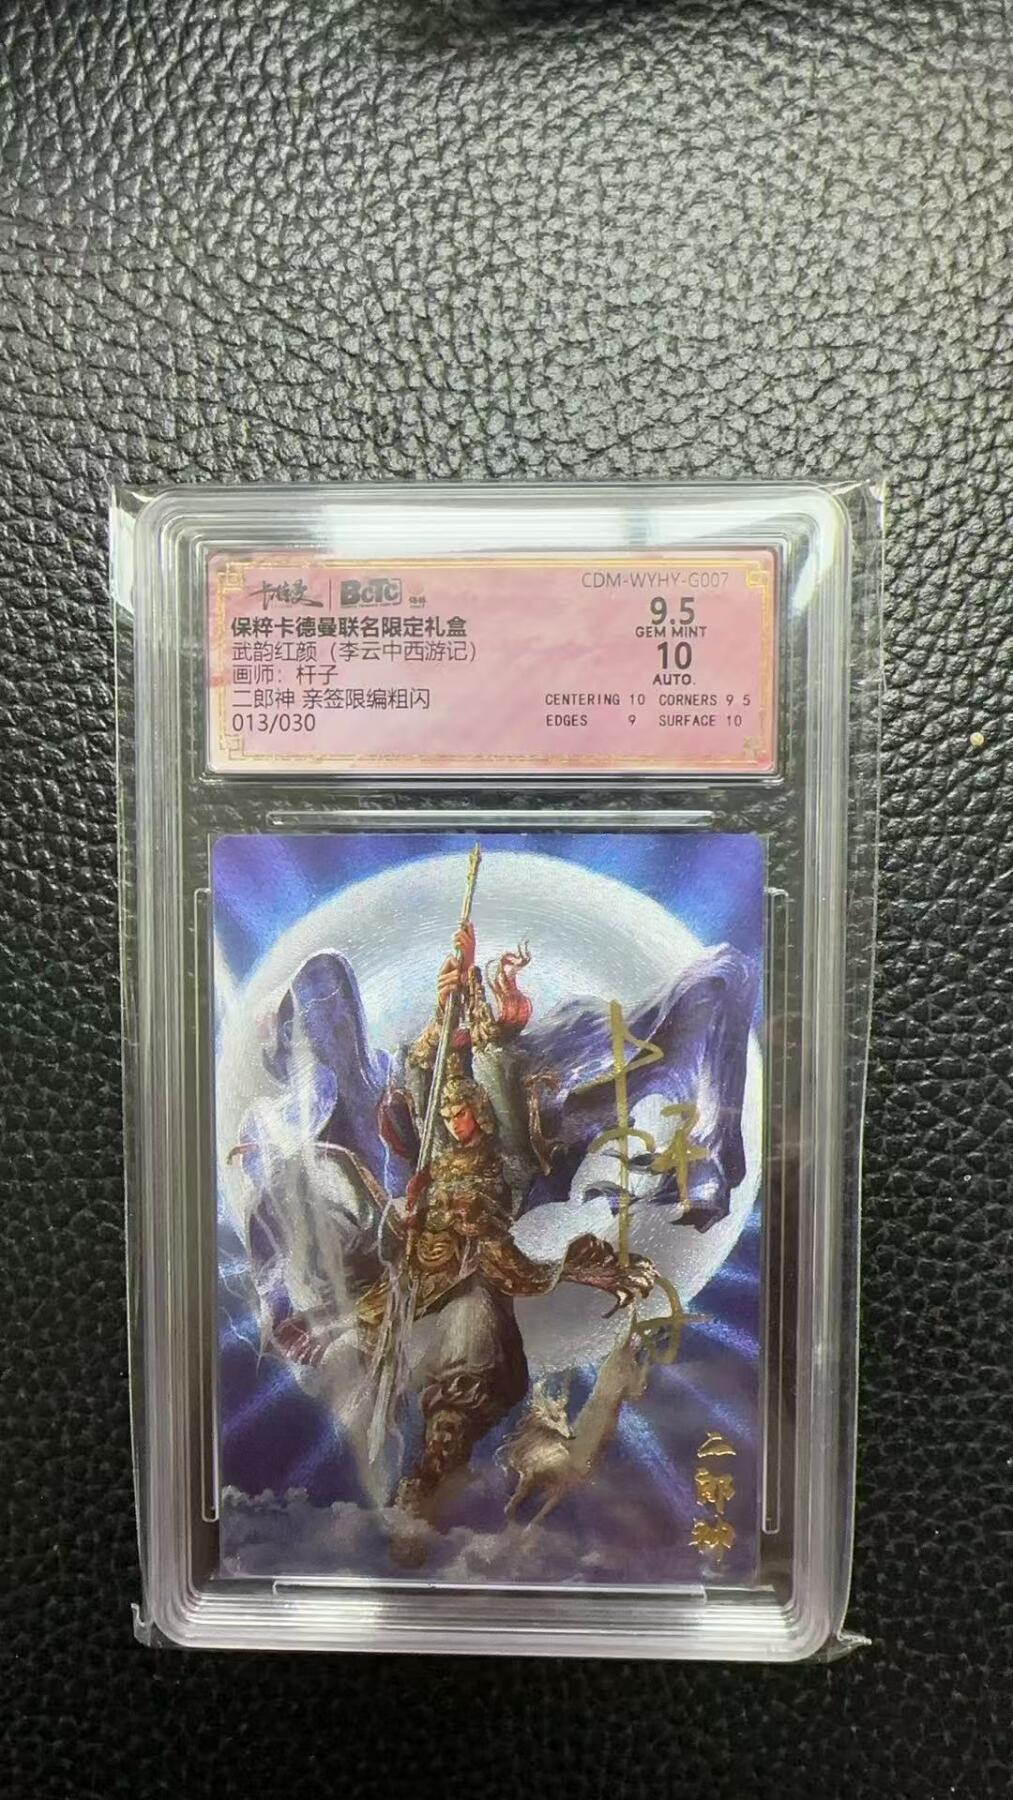 卡德曼 BCTC 保粹
CDM-WYHY-G007
保粹卡德曼联名限定礼盒
武韵红颜（李云中西游记）
画师：杆子
二郎神 亲签限编粗闪
013/030
9.5
GEM MINT
10
AUTO.
CENTERING 10 CORNERS 9 5
EDGES 9 SURFACE 10
二郎神